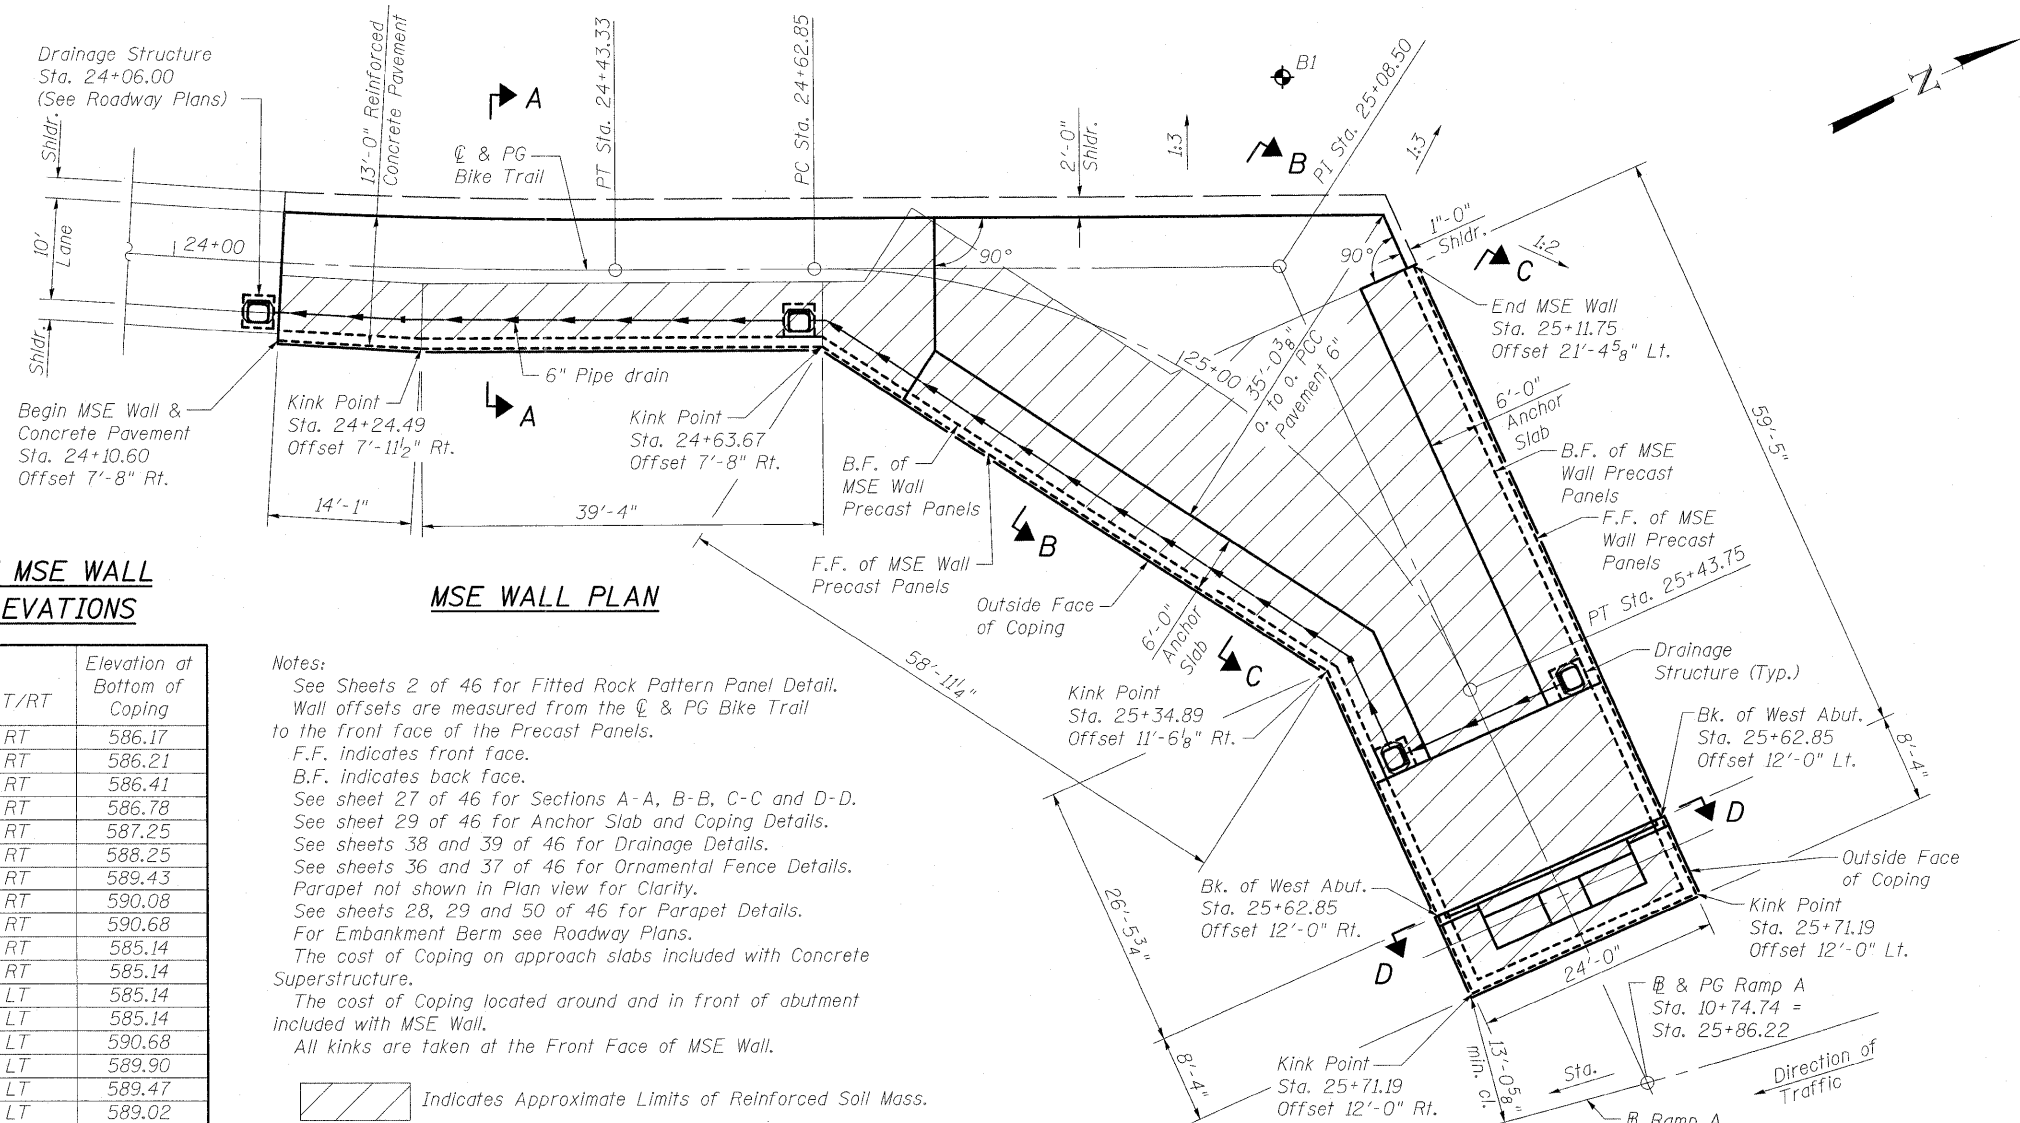 Drainage Structure
Sta. 24+06.00
(See Roadway Plans)
Shldr.
10'
Lane
Shldr.
24+00
13'-0" Reinforced
Concrete Pavement
A
℄ & PG
Bike Trail
PT Sta. 24+43.33
PC Sta. 24+62.85
2'-0"
Shldr.
1:3
B1
B
PI Sta. 25+08.50
1:3
N
90°
90°
1"-0"
Shldr.
1:2
C
End MSE Wall
Sta. 25+11.75
Offset 21'-4⅝" Lt.
25+00
35'-0⅜"
o. to o. PCC
Pavement 6"
6'-0"
Anchor
Slab
59'-5"
B.F. of MSE
Wall Precast
Panels
F.F. of MSE
Wall Precast
Panels
PT Sta. 25+43.75
Begin MSE Wall &
Concrete Pavement
Sta. 24+10.60
Offset 7'-8" Rt.
Kink Point
Sta. 24+24.49
Offset 7'-11½" Rt.
A
6" Pipe drain
Kink Point
Sta. 24+63.67
Offset 7'-8" Rt.
B.F. of
MSE Wall
Precast Panels
14'-1"
39'-4"
B
F.F. of MSE Wall
Precast Panels
Outside Face
of Coping
6'-0"
Anchor
Slab
C
58'-11¼"
Drainage
Structure (Typ.)
Kink Point
Sta. 25+34.89
Offset 11'-6⅛" Rt.
Bk. of West Abut.
Sta. 25+62.85
Offset 12'-0" Lt.
8'-4"
D
Outside Face
of Coping
Bk. of West Abut.
Sta. 25+62.85
Offset 12'-0" Rt.
Kink Point
Sta. 25+71.19
Offset 12'-0" Lt.
D
24'-0"
26'-5¾"
8'-4"
13'-0⅝"
min. cl.
Kink Point
Sta. 25+71.19
Offset 12'-0" Rt.
℄ & PG Ramp A
Sta. 10+74.74 =
Sta. 25+86.22
Sta.
Direction of
Traffic
MSE WALL
EVATIONS
T/RT
Elevation at
Bottom of
Coping
RT 586.17
RT 586.21
RT 586.41
RT 586.78
RT 587.25
RT 588.25
RT 589.43
RT 590.08
RT 590.68
RT 585.14
RT 585.14
LT 585.14
LT 585.14
LT 590.68
LT 589.90
LT 589.47
LT 589.02
MSE WALL PLAN
Notes:
See Sheets 2 of 46 for Fitted Rock Pattern Panel Detail.
Wall offsets are measured from the ℄ & PG Bike Trail
to the front face of the Precast Panels.
F.F. indicates front face.
B.F. indicates back face.
See sheet 27 of 46 for Sections A-A, B-B, C-C and D-D.
See sheet 29 of 46 for Anchor Slab and Coping Details.
See sheets 38 and 39 of 46 for Drainage Details.
See sheets 36 and 37 of 46 for Ornamental Fence Details.
Parapet not shown in Plan view for Clarity.
See sheets 28, 29 and 50 of 46 for Parapet Details.
For Embankment Berm see Roadway Plans.
The cost of Coping on approach slabs included with Concrete
Superstructure.
The cost of Coping located around and in front of abutment
included with MSE Wall.
All kinks are taken at the Front Face of MSE Wall.
Indicates Approximate Limits of Reinforced Soil Mass.